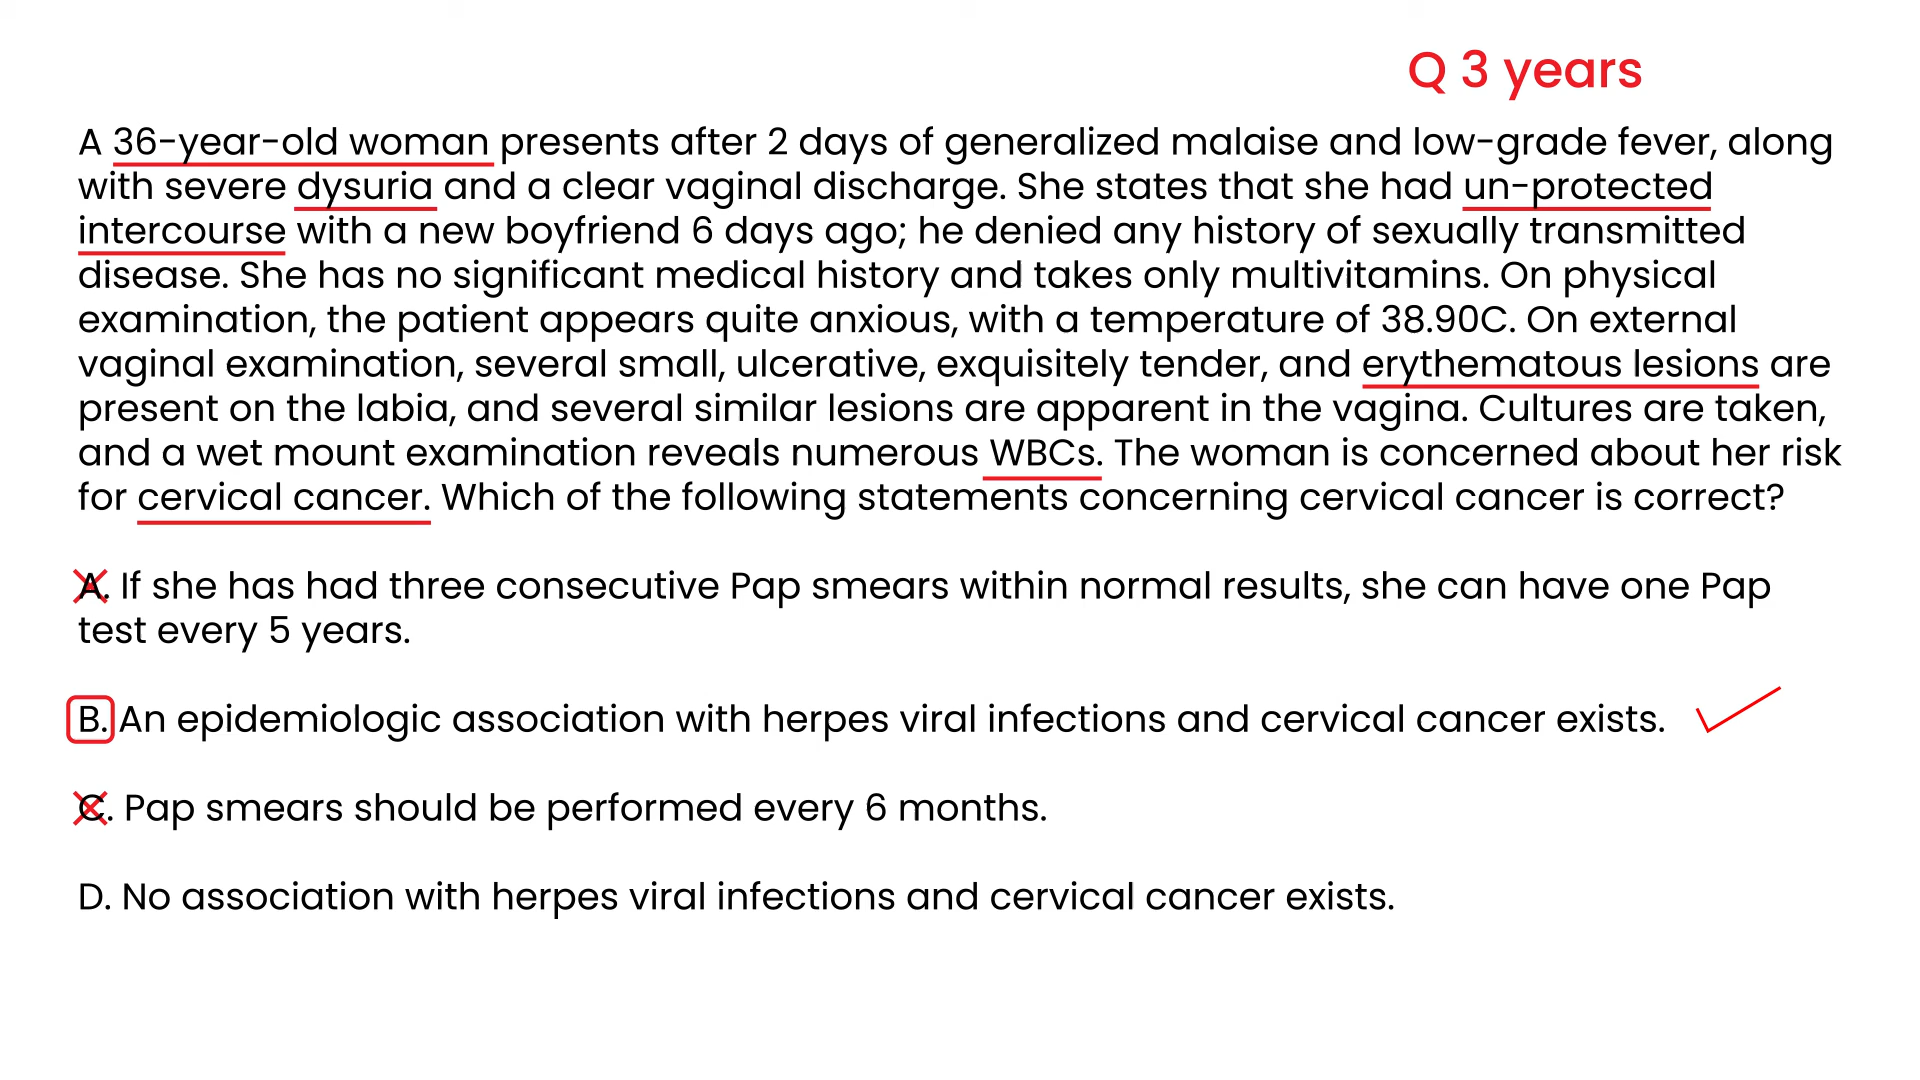 Q 3 years
A 36-year-old woman presents after 2 days of generalized malaise and low-grade fever, along
with severe dysuria and a clear vaginal discharge. She states that she had un-protected
intercourse with a new boyfriend 6 days ago; he denied any history of sexually transmitted
disease. She has no significant medical history and takes only multivitamins. On physical
examination, the patient appears quite anxious, with a temperature of 38.90C. On external
vaginal examination, several small, ulcerative, exquisitely tender, and erythematous lesions are
present on the labia, and several similar lesions are apparent in the vagina. Cultures are taken,
and a wet mount examination reveals numerous WBCs. The woman is concerned about her risk
for cervical cancer. Which of the following statements concerning cervical cancer is correct?
A. If she has had three consecutive Pap smears within normal results, she can have one Pap
test every 5 years.
B. An epidemiologic association with herpes viral infections and cervical cancer exists.
C. Pap smears should be performed every 6 months.
D. No association with herpes viral infections and cervical cancer exists.